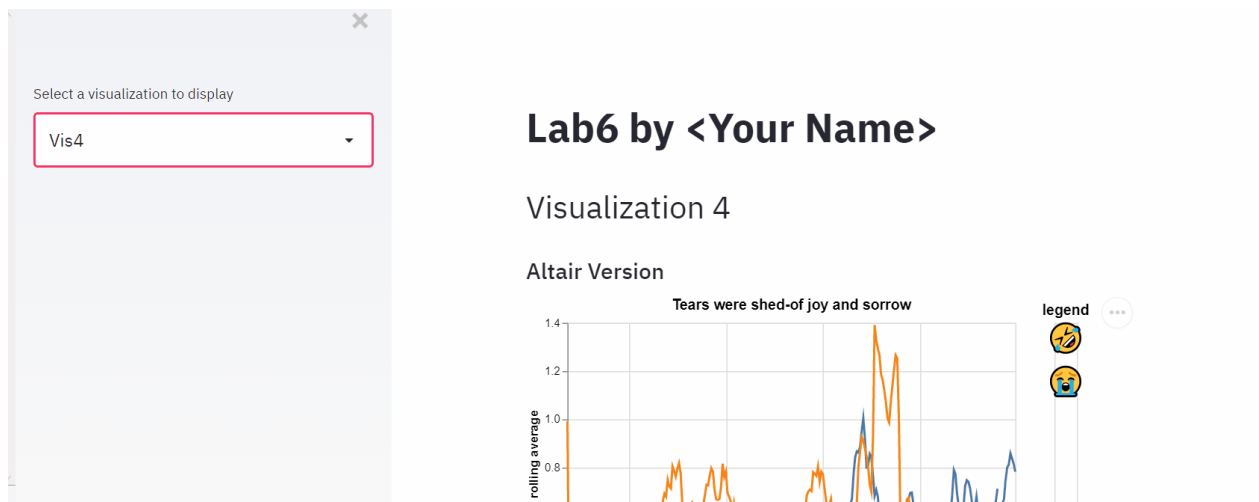 Select a visualization to display
Vis4
Lab6 by <Your Name>
Visualization 4
Altair Version
Tears were shed-of joy and sorrow
legend
1.4
1.2
1.0
0.8
rolling average